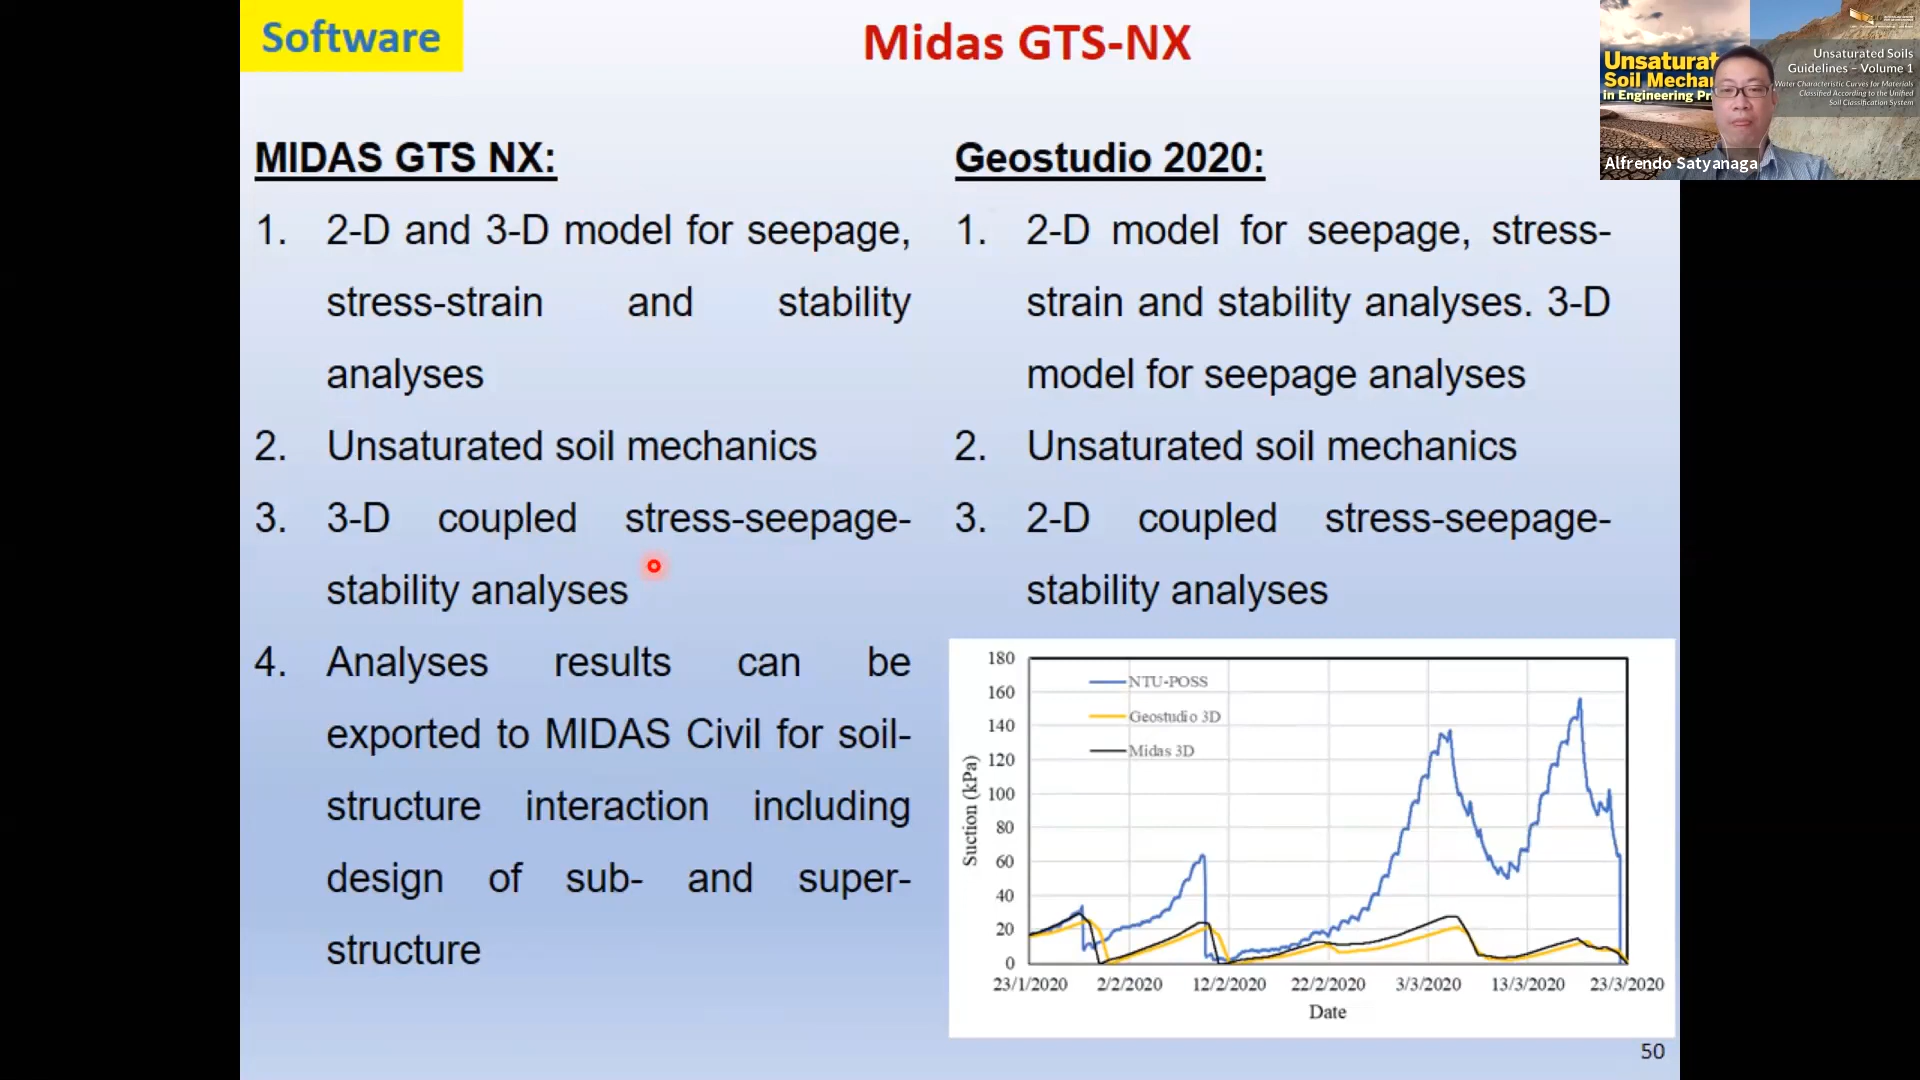 Software
Midas GTS-NX
Unsaturat
Soil Mecha
in Engineering Pr
Unsaturated Soils
Guidelines – Volume 1
Water Characteristic Curves for Materials
Classified According to the Unified
Soil Classification System
Alfrendo Satyanaga
MIDAS GTS NX:
1. 2-D and 3-D model for seepage,
stress-strain and stability
analyses
2. Unsaturated soil mechanics
3. 3-D coupled stress-seepage-
stability analyses
4. Analyses results can be
exported to MIDAS Civil for soil-
structure interaction including
design of sub- and super-
structure
Geostudio 2020:
1. 2-D model for seepage, stress-
strain and stability analyses. 3-D
model for seepage analyses
2. Unsaturated soil mechanics
3. 2-D coupled stress-seepage-
stability analyses
180
160
140
120
100
80
60
40
20
0
Suction (kPa)
NTU-POSS
Geostudio 3D
Midas 3D
23/1/2020 2/2/2020 12/2/2020 22/2/2020 3/3/2020 13/3/2020 23/3/2020
Date
50